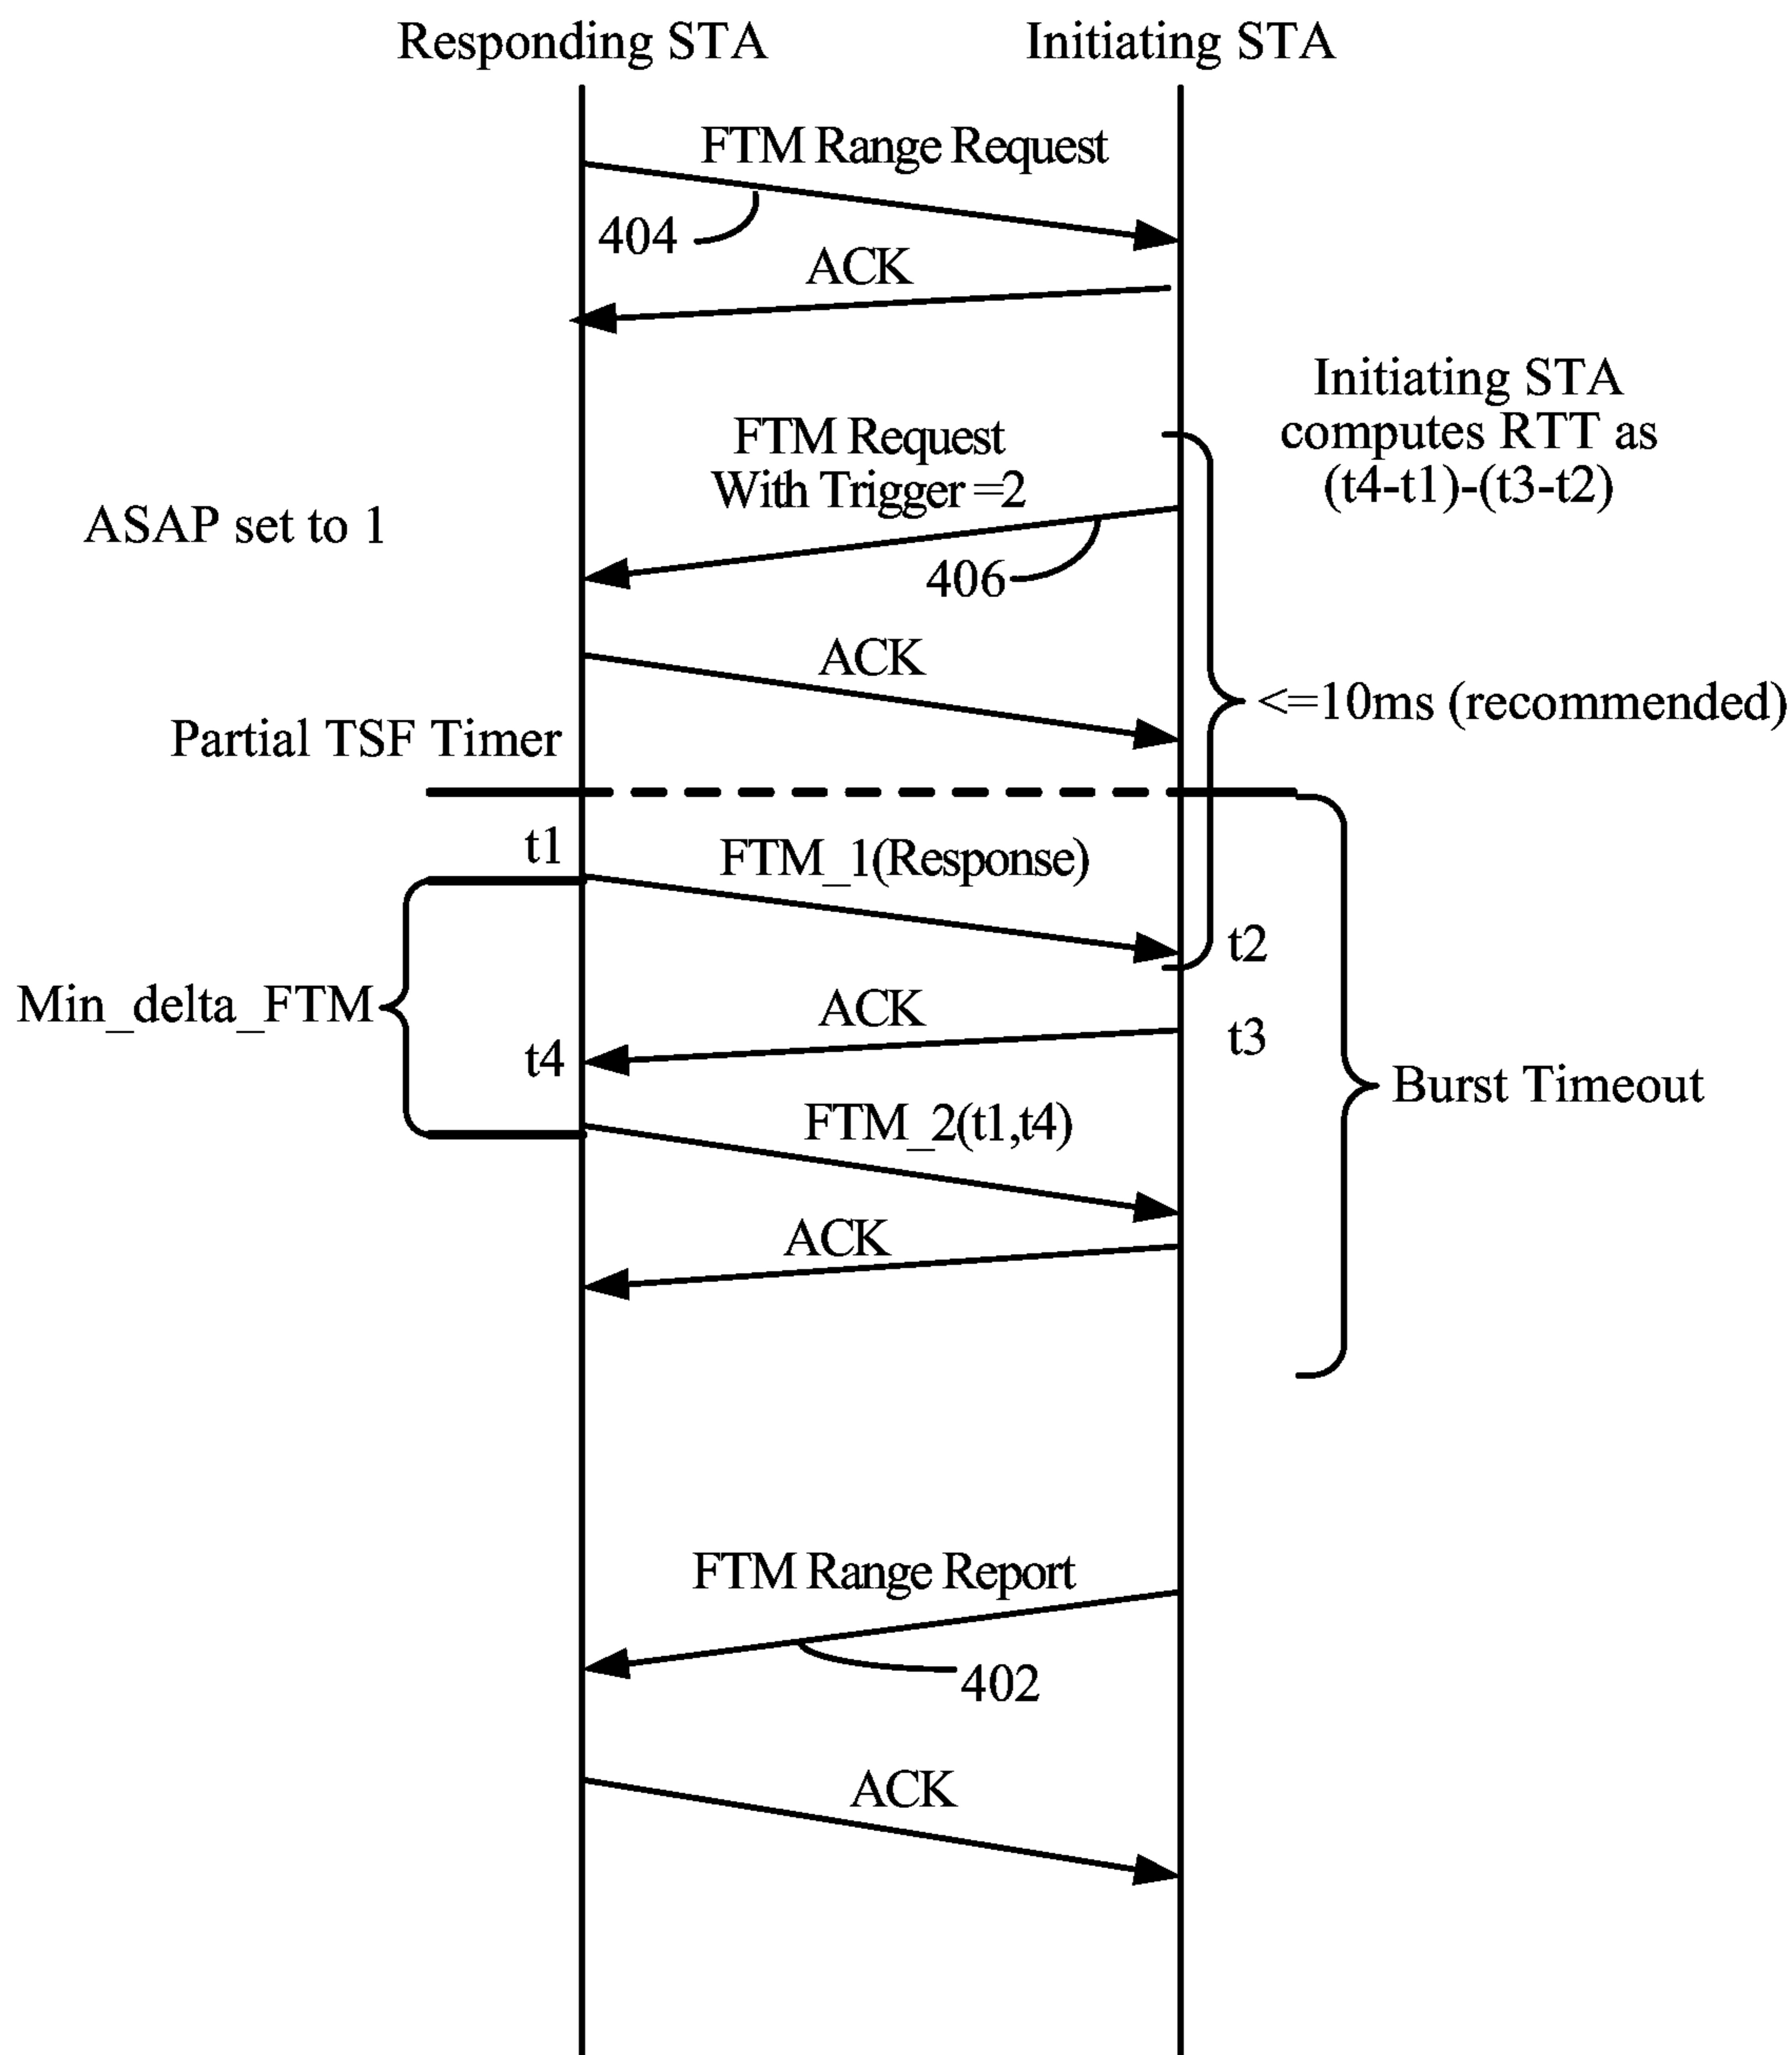 Responding STA
Initiating STA
FTM Range Request
404
ACK
Initiating STA
computes RTT as
(t4-t1)-(t3-t2)
FTM Request
With Trigger =2
ASAP set to 1
406
ACK
<=10ms (recommended)
Partial TSF Timer
t1
FTM_1(Response)
t2
Min_delta_FTM
ACK
t3
t4
Burst Timeout
FTM_2(t1,t4)
ACK
FTM Range Report
402
ACK